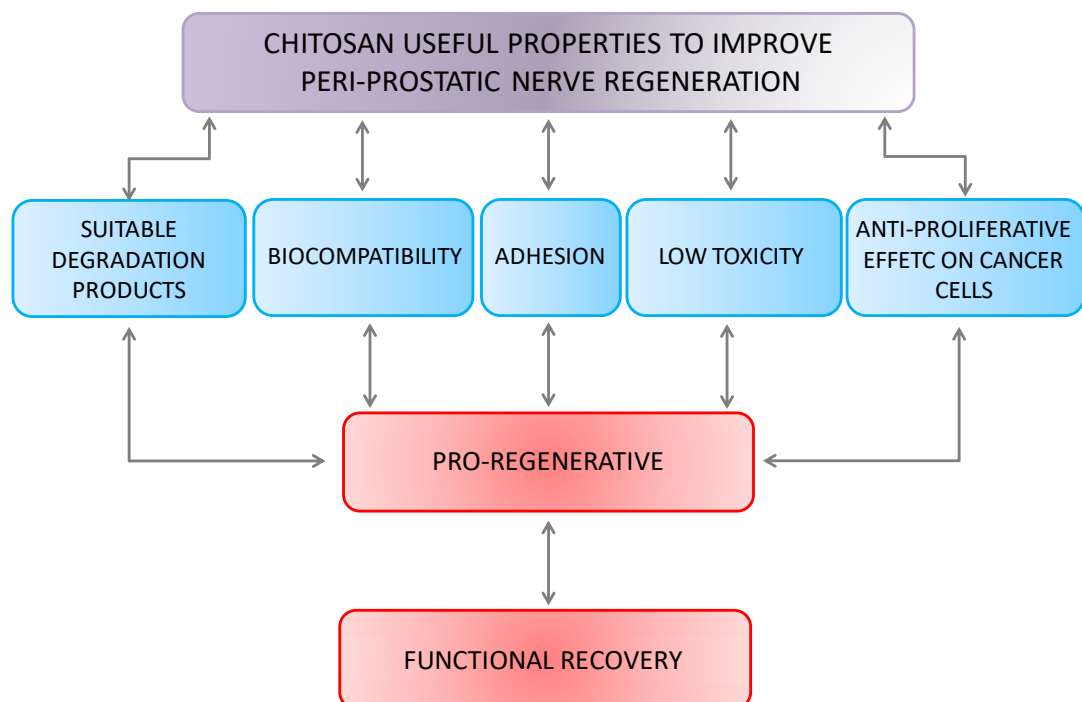 CHITOSAN USEFUL PROPERTIES TO IMPROVE
PERI-PROSTATIC NERVE REGENERATION
SUITABLE
DEGRADATION
PRODUCTS
BIOCOMPATIBILITY
ADHESION
LOW TOXICITY
ANTI-PROLIFERATIVE
EFFETC ON CANCER
CELLS
PRO-REGENERATIVE
FUNCTIONAL RECOVERY